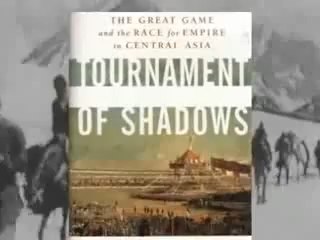 THE GREAT GAME
and the RACE for EMPIRE
in CENTRAL ASIA
TOURNAMENT
OF SHADOWS